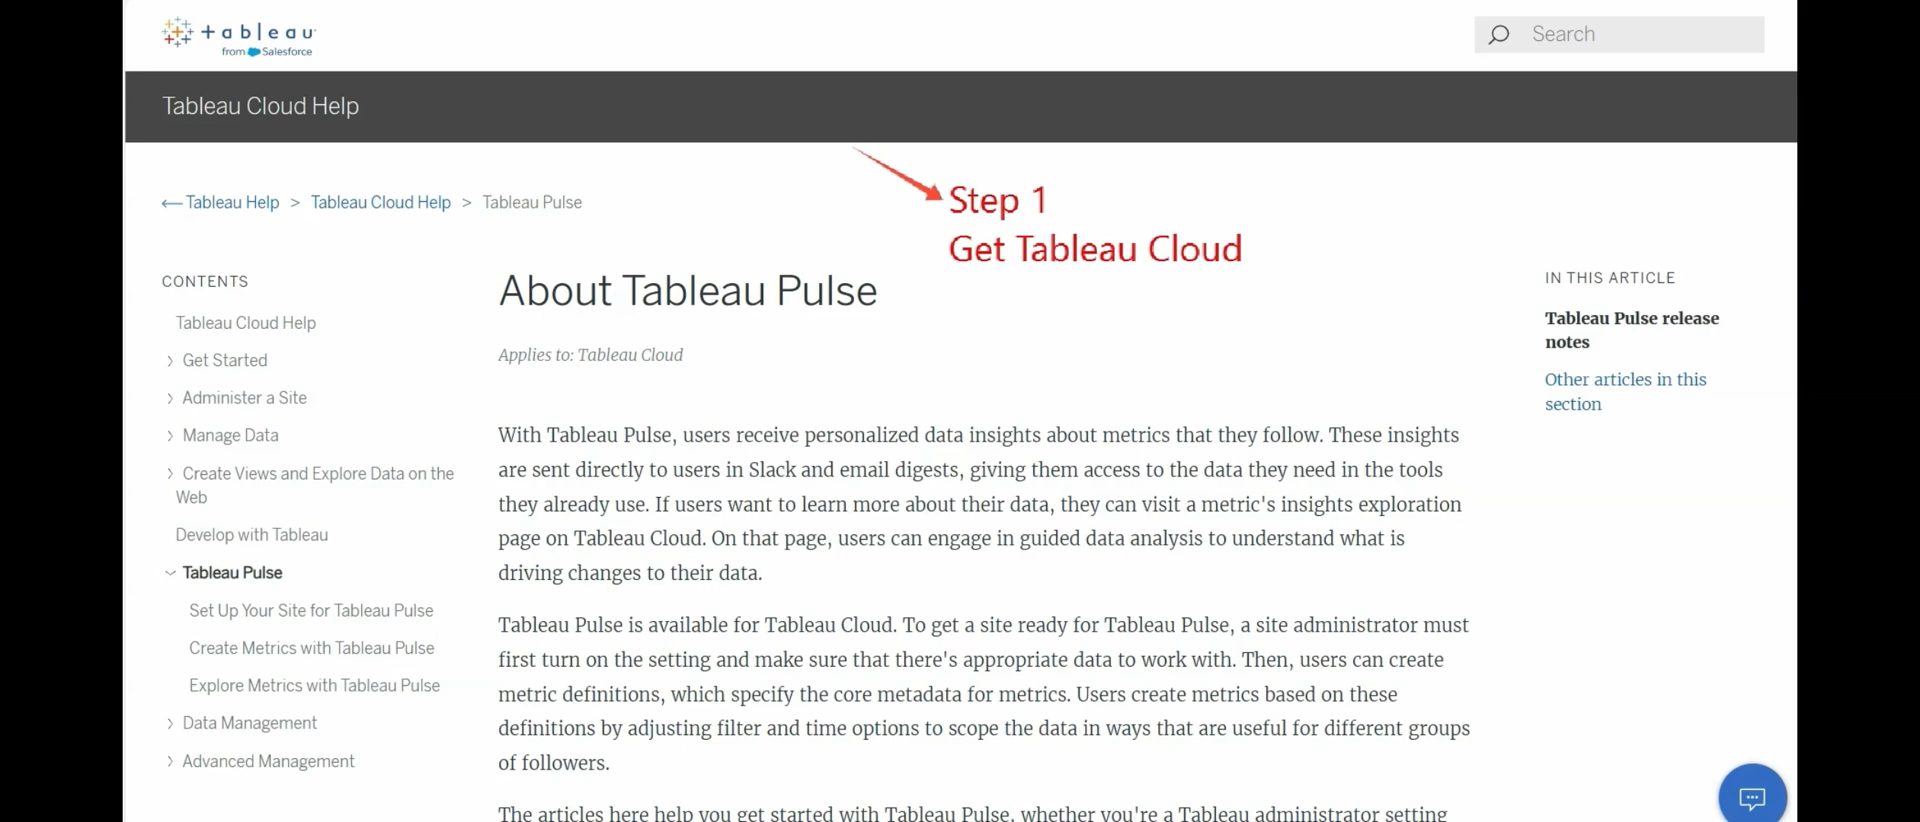 + a b | e a u
from Salesforce
Search
Tableau Cloud Help
Step 1
Get Tableau Cloud
Tableau Help > Tableau Cloud Help > Tableau Pulse
CONTENTS
Tableau Cloud Help
Get Started
Administer a Site
Manage Data
Create Views and Explore Data on the
Web
Develop with Tableau
Tableau Pulse
Set Up Your Site for Tableau Pulse
Create Metrics with Tableau Pulse
Explore Metrics with Tableau Pulse
Data Management
Advanced Management
About Tableau Pulse
Applies to: Tableau Cloud
With Tableau Pulse, users receive personalized data insights about metrics that they follow. These insights
are sent directly to users in Slack and email digests, giving them access to the data they need in the tools
they already use. If users want to learn more about their data, they can visit a metric's insights exploration
page on Tableau Cloud. On that page, users can engage in guided data analysis to understand what is
driving changes to their data.
Tableau Pulse is available for Tableau Cloud. To get a site ready for Tableau Pulse, a site administrator must
first turn on the setting and make sure that there's appropriate data to work with. Then, users can create
metric definitions, which specify the core metadata for metrics. Users create metrics based on these
definitions by adjusting filter and time options to scope the data in ways that are useful for different groups
of followers.
The articles here help you get started with Tableau Pulse, whether you're a Tableau administrator setting
IN THIS ARTICLE
Tableau Pulse release
notes
Other articles in this
section